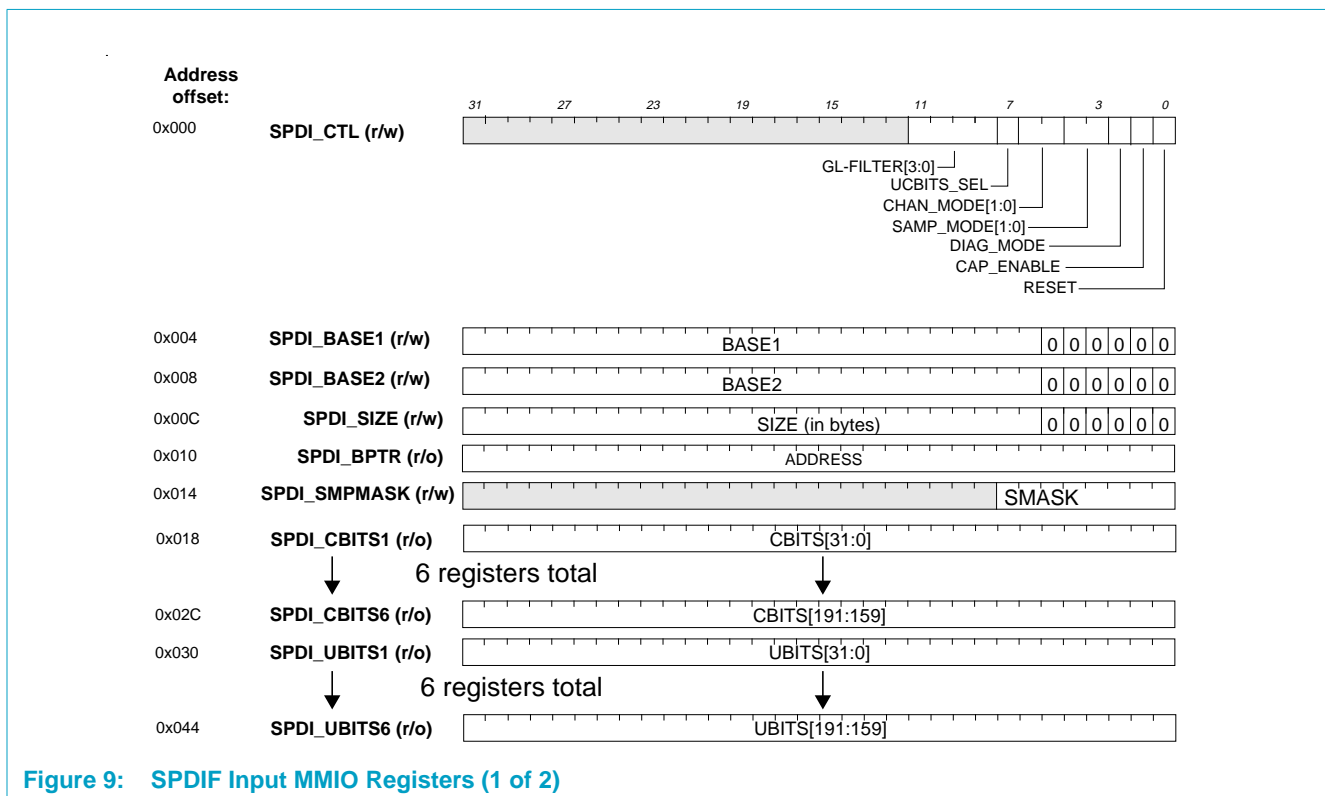 Address
offset:
31 27 23 19 15 11 7 3 0
0x000 SPDI_CTL (r/w)
GL-FILTER[3:0]
UCBITS_SEL
CHAN_MODE[1:0]
SAMP_MODE[1:0]
DIAG_MODE
CAP_ENABLE
RESET
0x004 SPDI_BASE1 (r/w) BASE1 0 0 0 0 0 0
0x008 SPDI_BASE2 (r/w) BASE2 0 0 0 0 0 0
0x00C SPDI_SIZE (r/w) SIZE (in bytes) 0 0 0 0 0 0
0x010 SPDI_BPTR (r/o) ADDRESS
0x014 SPDI_SMPMASK (r/w) SMASK
0x018 SPDI_CBITS1 (r/o) CBITS[31:0]
6 registers total
0x02C SPDI_CBITS6 (r/o) CBITS[191:159]
0x030 SPDI_UBITS1 (r/o) UBITS[31:0]
6 registers total
0x044 SPDI_UBITS6 (r/o) UBITS[191:159]
Figure 9: SPDIF Input MMIO Registers (1 of 2)